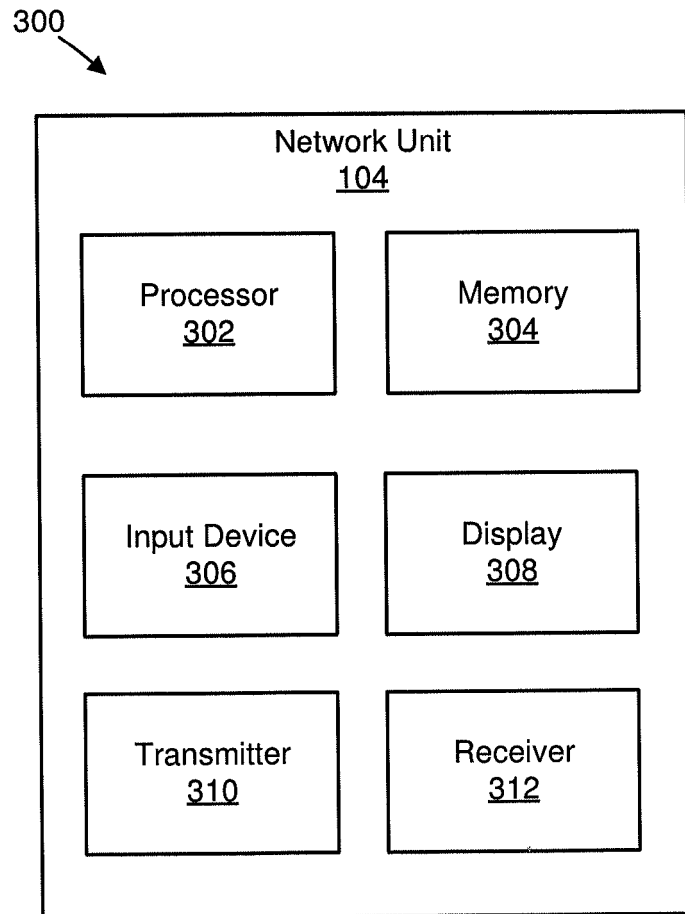 300
Network Unit
104
Processor
302
Memory
304
Input Device
306
Display
308
Transmitter
310
Receiver
312